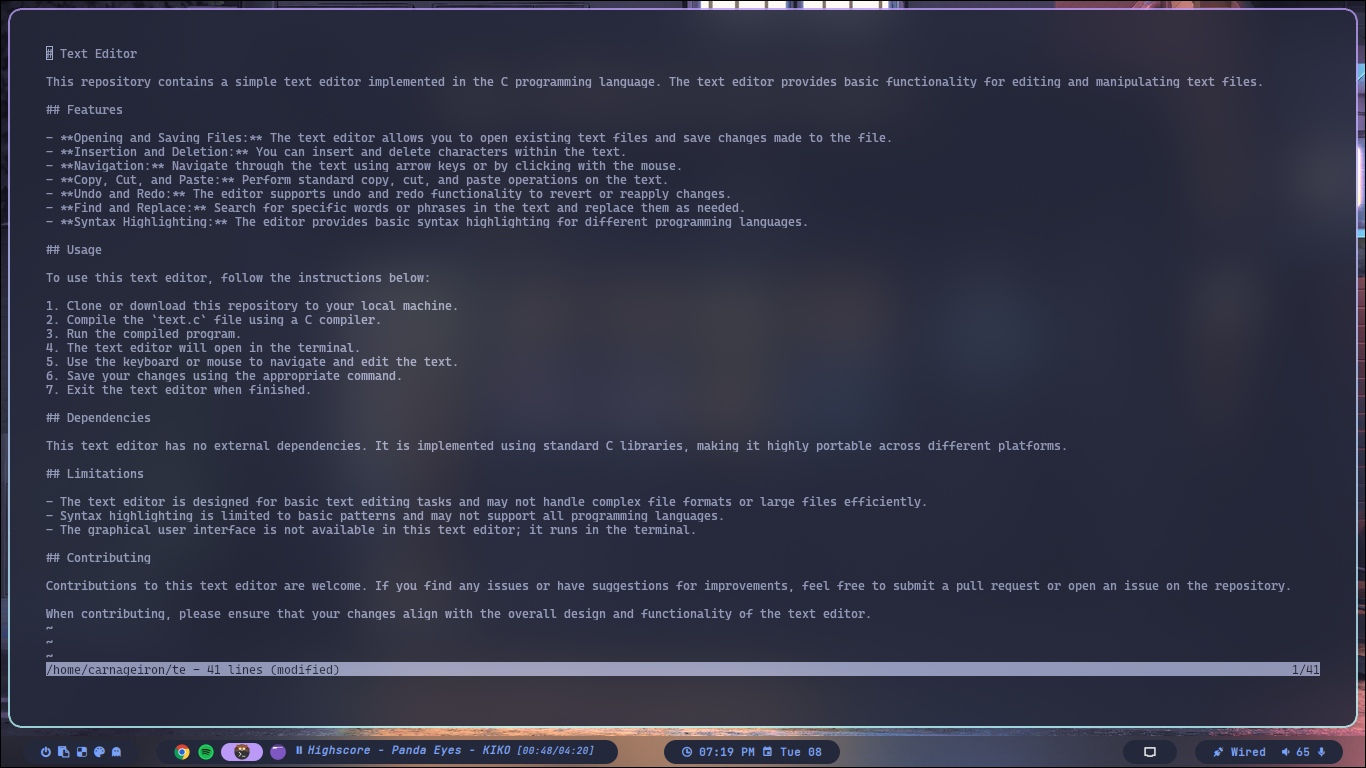 # Text Editor
This repository contains a simple text editor implemented in the C programming language. The text editor provides basic functionality for editing and manipulating text files.
## Features
- **Opening and Saving Files:** The text editor allows you to open existing text files and save changes made to the file.
- **Insertion and Deletion:** You can insert and delete characters within the text.
- **Navigation:** Navigate through the text using arrow keys or by clicking with the mouse.
- **Copy, Cut, and Paste:** Perform standard copy, cut, and paste operations on the text.
- **Undo and Redo:** The editor supports undo and redo functionality to revert or reapply changes.
- **Find and Replace:** Search for specific words or phrases in the text and replace them as needed.
- **Syntax Highlighting:** The editor provides basic syntax highlighting for different programming languages.
## Usage
To use this text editor, follow the instructions below:
1. Clone or download this repository to your local machine.
2. Compile the `text.c` file using a C compiler.
3. Run the compiled program.
4. The text editor will open in the terminal.
5. Use the keyboard or mouse to navigate and edit the text.
6. Save your changes using the appropriate command.
7. Exit the text editor when finished.
## Dependencies
This text editor has no external dependencies. It is implemented using standard C libraries, making it highly portable across different platforms.
## Limitations
- The text editor is designed for basic text editing tasks and may not handle complex file formats or large files efficiently.
- Syntax highlighting is limited to basic patterns and may not support all programming languages.
- The graphical user interface is not available in this text editor; it runs in the terminal.
## Contributing
Contributions to this text editor are welcome. If you find any issues or have suggestions for improvements, feel free to submit a pull request or open an issue on the repository.
When contributing, please ensure that your changes align with the overall design and functionality of the text editor.
~
~
~
/home/carnageiron/te - 41 lines (modified) 1/41
Highscore - Panda Eyes - KIKO [00:48/04:20] 07:19 PM Tue 08 Wired 65